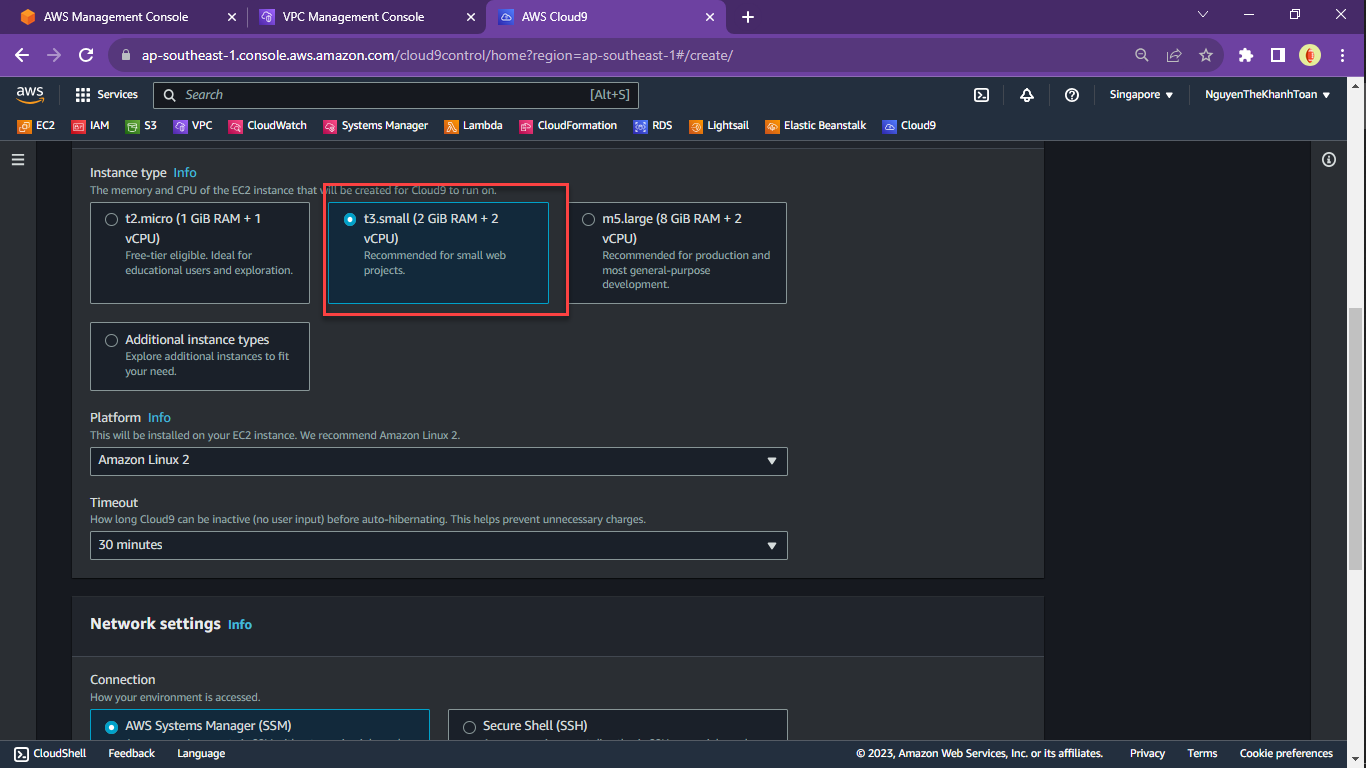 AWS Management Console
VPC Management Console
AWS Cloud9
ap-southeast-1.console.aws.amazon.com/cloud9control/home?region=ap-southeast-1#/create/
aws
Services
Search
[Alt+S]
Singapore
NguyenTheKhanhToan
EC2
IAM
S3
VPC
CloudWatch
Systems Manager
Lambda
CloudFormation
RDS
Lightsail
Elastic Beanstalk
Cloud9
Instance type Info
The memory and CPU of the EC2 instance that will be created for Cloud9 to run on.
t2.micro (1 GiB RAM + 1
vCPU)
Free-tier eligible. Ideal for
educational users and exploration.
t3.small (2 GiB RAM + 2
vCPU)
Recommended for small web
projects.
m5.large (8 GiB RAM + 2
vCPU)
Recommended for production and
most general-purpose
development.
Additional instance types
Explore additional instances to fit
your need.
Platform Info
This will be installed on your EC2 instance. We recommend Amazon Linux 2.
Amazon Linux 2
Timeout
How long Cloud9 can be inactive (no user input) before auto-hibernating. This helps prevent unnecessary charges.
30 minutes
Network settings Info
Connection
How your environment is accessed.
AWS Systems Manager (SSM)
Secure Shell (SSH)
CloudShell
Feedback
Language
© 2023, Amazon Web Services, Inc. or its affiliates.
Privacy
Terms
Cookie preferences